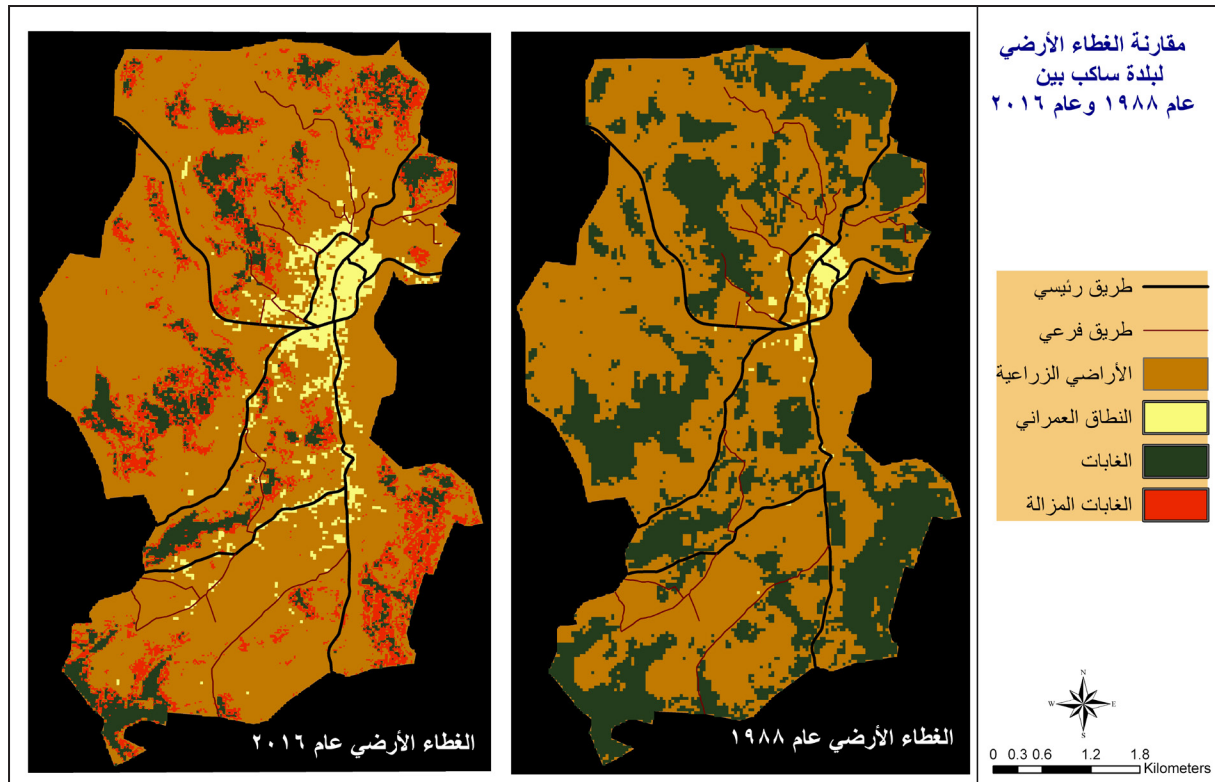 مقارنة الغطاء الأرضي
لبلدة ساكب بين
عام ١٩٨٨ وعام ٢٠١٦
طريق رئيسي
طريق فرعي
الأراضي الزراعية
النطاق العمراني
الغابات
الغابات المزالة
الغطاء الأرضي عام ١٩٨٨
الغطاء الأرضي عام ٢٠١٦
N
W E
S
0 0.3 0.6 1.2 1.8
Kilometers